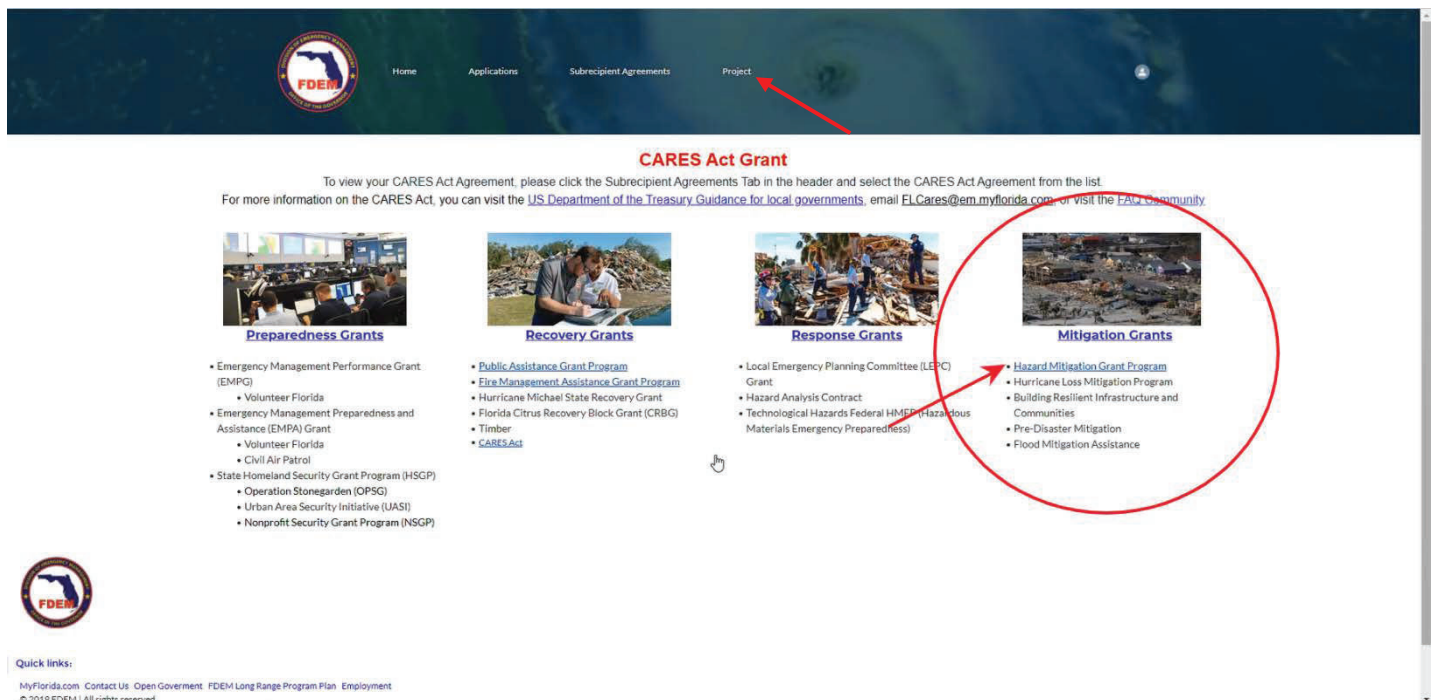 FDEM
Home Applications Subrecipient Agreements Project
CARES Act Grant
To view your CARES Act Agreement, please click the Subrecipient Agreements Tab in the header and select the CARES Act Agreement from the list.
For more information on the CARES Act, you can visit the US Department of the Treasury Guidance for local governments, email FLCares@em.myflorida.com, or visit the FAQ Community
Preparedness Grants
• Emergency Management Performance Grant
(EMPG)
• Volunteer Florida
• Emergency Management Preparedness and
Assistance (EMPA) Grant
• Volunteer Florida
• Civil Air Patrol
• State Homeland Security Grant Program (HSGP)
• Operation Stonegarden (OPSG)
• Urban Area Security Initiative (UASI)
• Nonprofit Security Grant Program (NSGP)
Recovery Grants
• Public Assistance Grant Program
• Fire Management Assistance Grant Program
• Hurricane Michael State Recovery Grant
• Florida Citrus Recovery Block Grant (CRBG)
• Timber
• CARES Act
Response Grants
• Local Emergency Planning Committee (LEPC)
Grant
• Hazard Analysis Contract
• Technological Hazards Federal HMEP (Hazardous
Materials Emergency Preparedness)
Mitigation Grants
• Hazard Mitigation Grant Program
• Hurricane Loss Mitigation Program
• Building Resilient Infrastructure and
Communities
• Pre-Disaster Mitigation
• Flood Mitigation Assistance
FDEM
Quick links:
MyFlorida.com Contact Us Open Goverment FDEM Long Range Program Plan Employment
© 2019 FDEM | All rights reserved